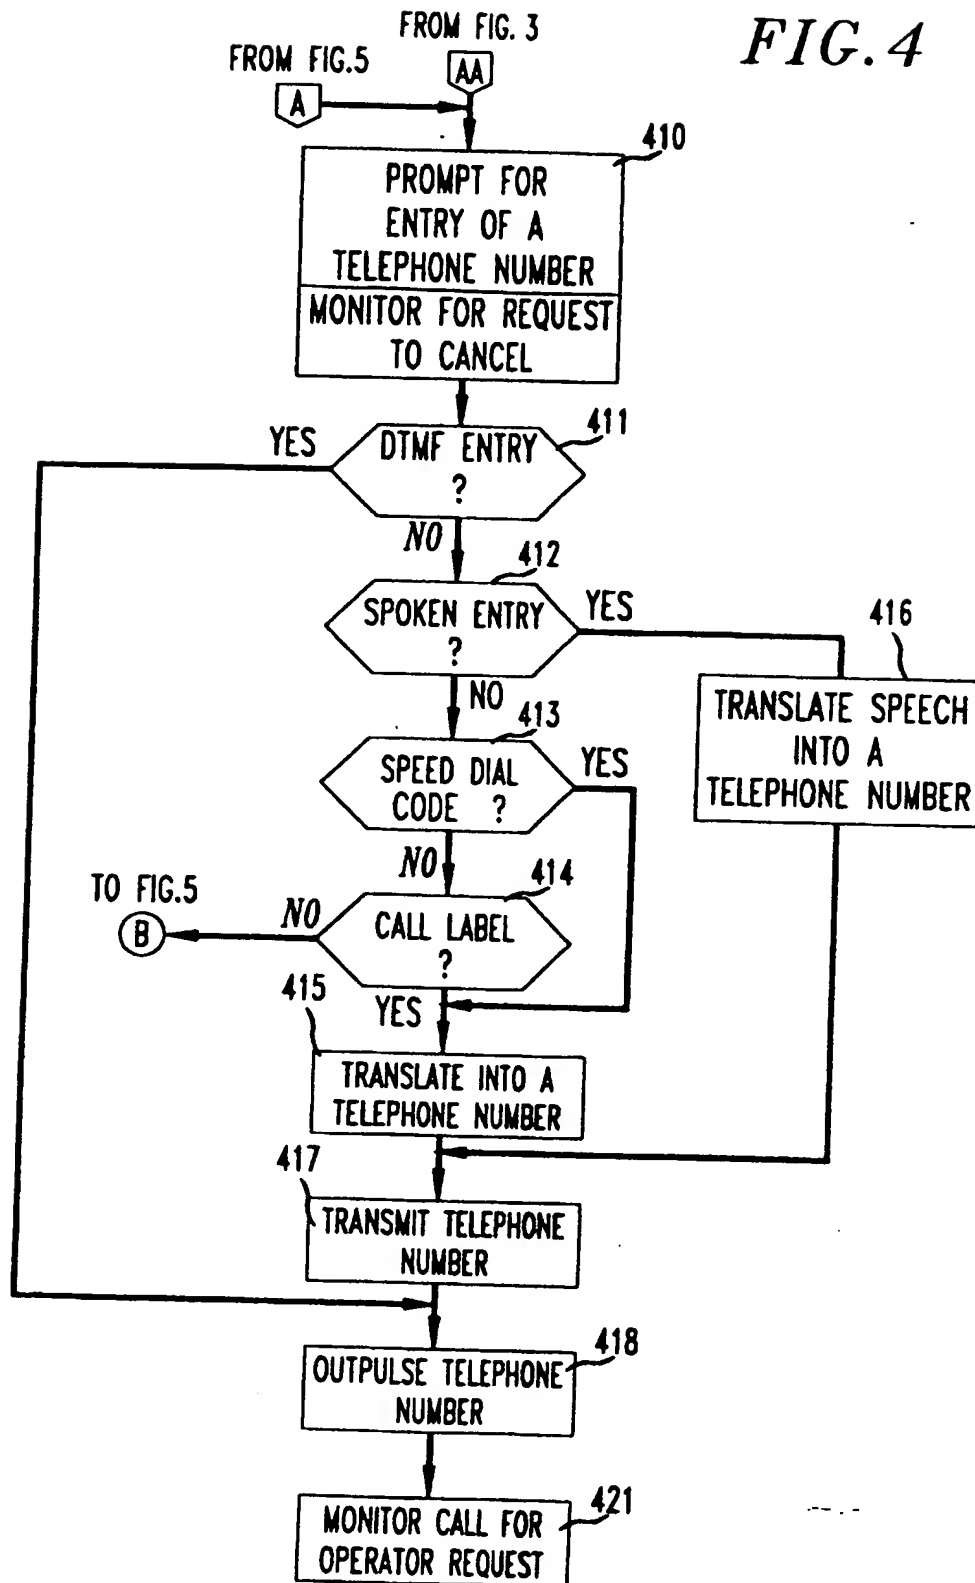 FROM FIG. 3
FIG. 4
FROM FIG.5
AA
A
410
PROMPT FOR
ENTRY OF A
TELEPHONE NUMBER
MONITOR FOR REQUEST
TO CANCEL
411
YES
DTMF ENTRY
?
NO
412
SPOKEN ENTRY
?
YES
416
NO
TRANSLATE SPEECH
INTO A
TELEPHONE NUMBER
413
SPEED DIAL
CODE ?
YES
NO
414
TO FIG.5
B
NO
CALL LABEL
?
415
YES
TRANSLATE INTO A
TELEPHONE NUMBER
417
TRANSMIT TELEPHONE
NUMBER
418
OUTPULSE TELEPHONE
NUMBER
421
MONITOR CALL FOR
OPERATOR REQUEST